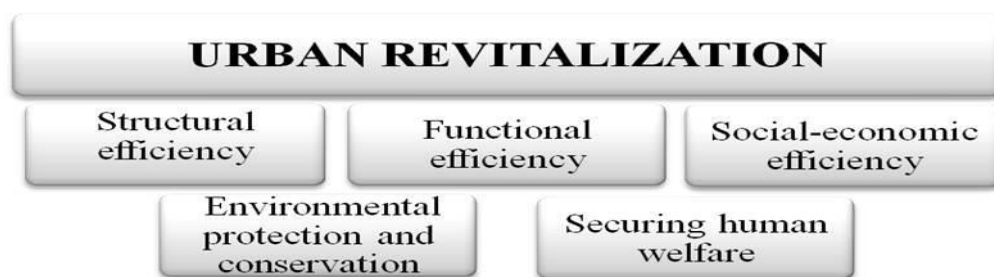 URBAN REVITALIZATION
Structural
efficiency
Functional
efficiency
Social-economic
efficiency
Environmental
protection and
conservation
Securing human
welfare